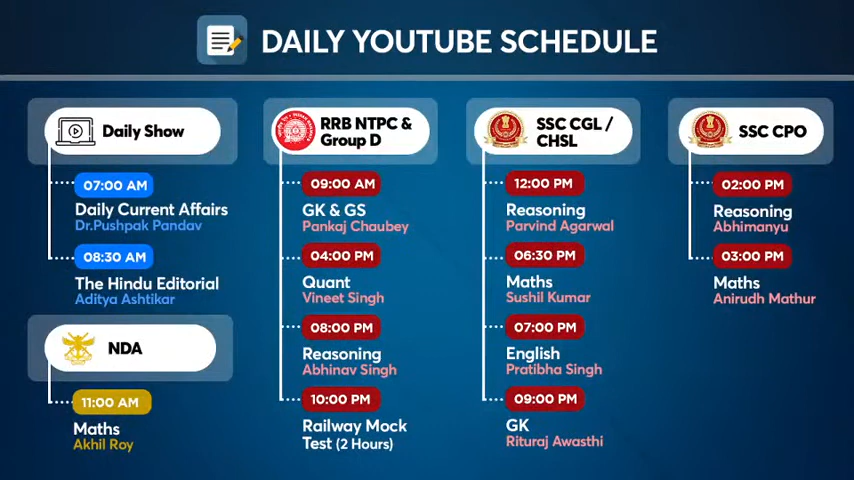 DAILY YOUTUBE SCHEDULE
Daily Show
07:00 AM
Daily Current Affairs
Dr.Pushpak Pandav
08:30 AM
The Hindu Editorial
Aditya Ashtikar
NDA
11:00 AM
Maths
Akhil Roy
RRB NTPC &
Group D
09:00 AM
GK & GS
Pankaj Chaubey
04:00 PM
Quant
Vineet Singh
08:00 PM
Reasoning
Abhinav Singh
10:00 PM
Railway Mock
Test (2 Hours)
SSC CGL /
CHSL
12:00 PM
Reasoning
Parvind Agarwal
06:30 PM
Maths
Sushil Kumar
07:00 PM
English
Pratibha Singh
09:00 PM
GK
Rituraj Awasthi
SSC CPO
02:00 PM
Reasoning
Abhimanyu
03:00 PM
Maths
Anirudh Mathur